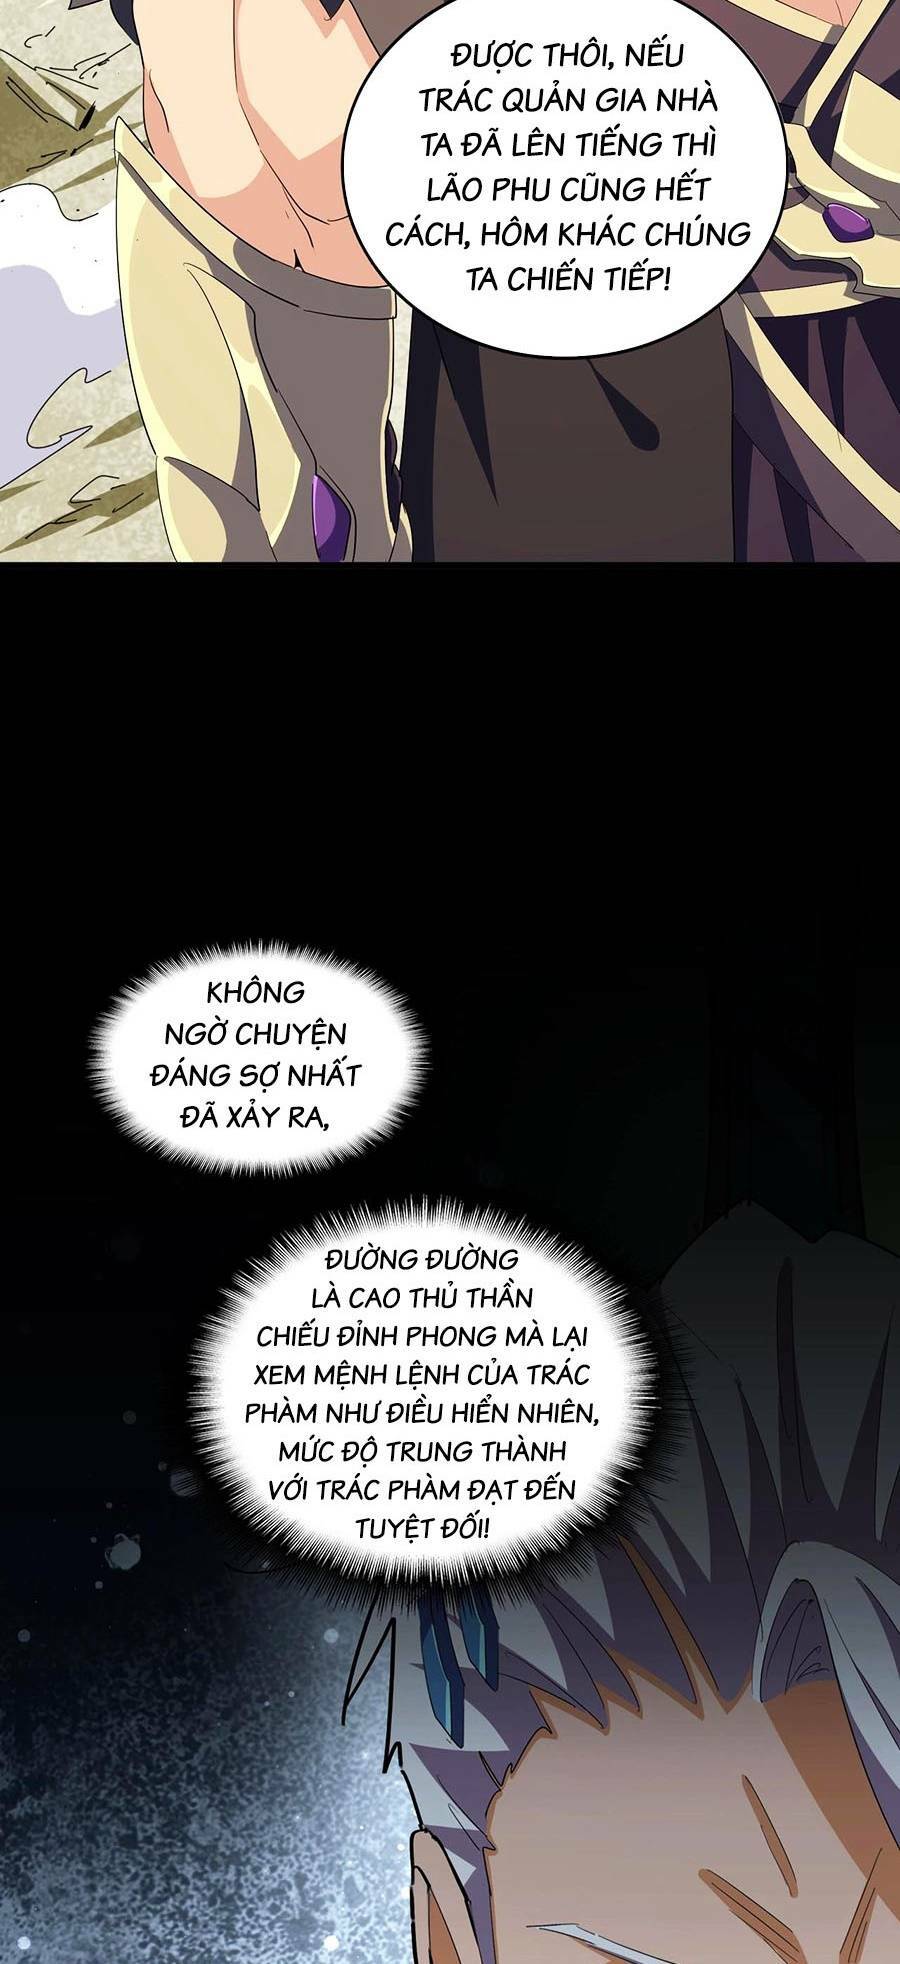 ĐƯỢC THÔI, NẾU
TRÁC QUẢN GIA NHÀ
TA ĐÃ LÊN TIẾNG THÌ
LÃO PHU CŨNG HẾT
CÁCH, HÔM KHÁC CHÚNG
TA CHIẾN TIẾP!
KHÔNG
NGỜ CHUYỆN
ĐÁNG SỢ NHẤT
ĐÃ XẢY RA,
ĐƯỜNG ĐƯỜNG
LÀ CAO THỦ THẦN
CHIẾU ĐỈNH PHONG MÀ LẠI
XEM MỆNH LỆNH CỦA TRÁC
PHÀM NHƯ ĐIỀU HIỂN NHIÊN,
MỨC ĐỘ TRUNG THÀNH
VỚI TRÁC PHÀM ĐẠT ĐẾN
TUYỆT ĐỐI!